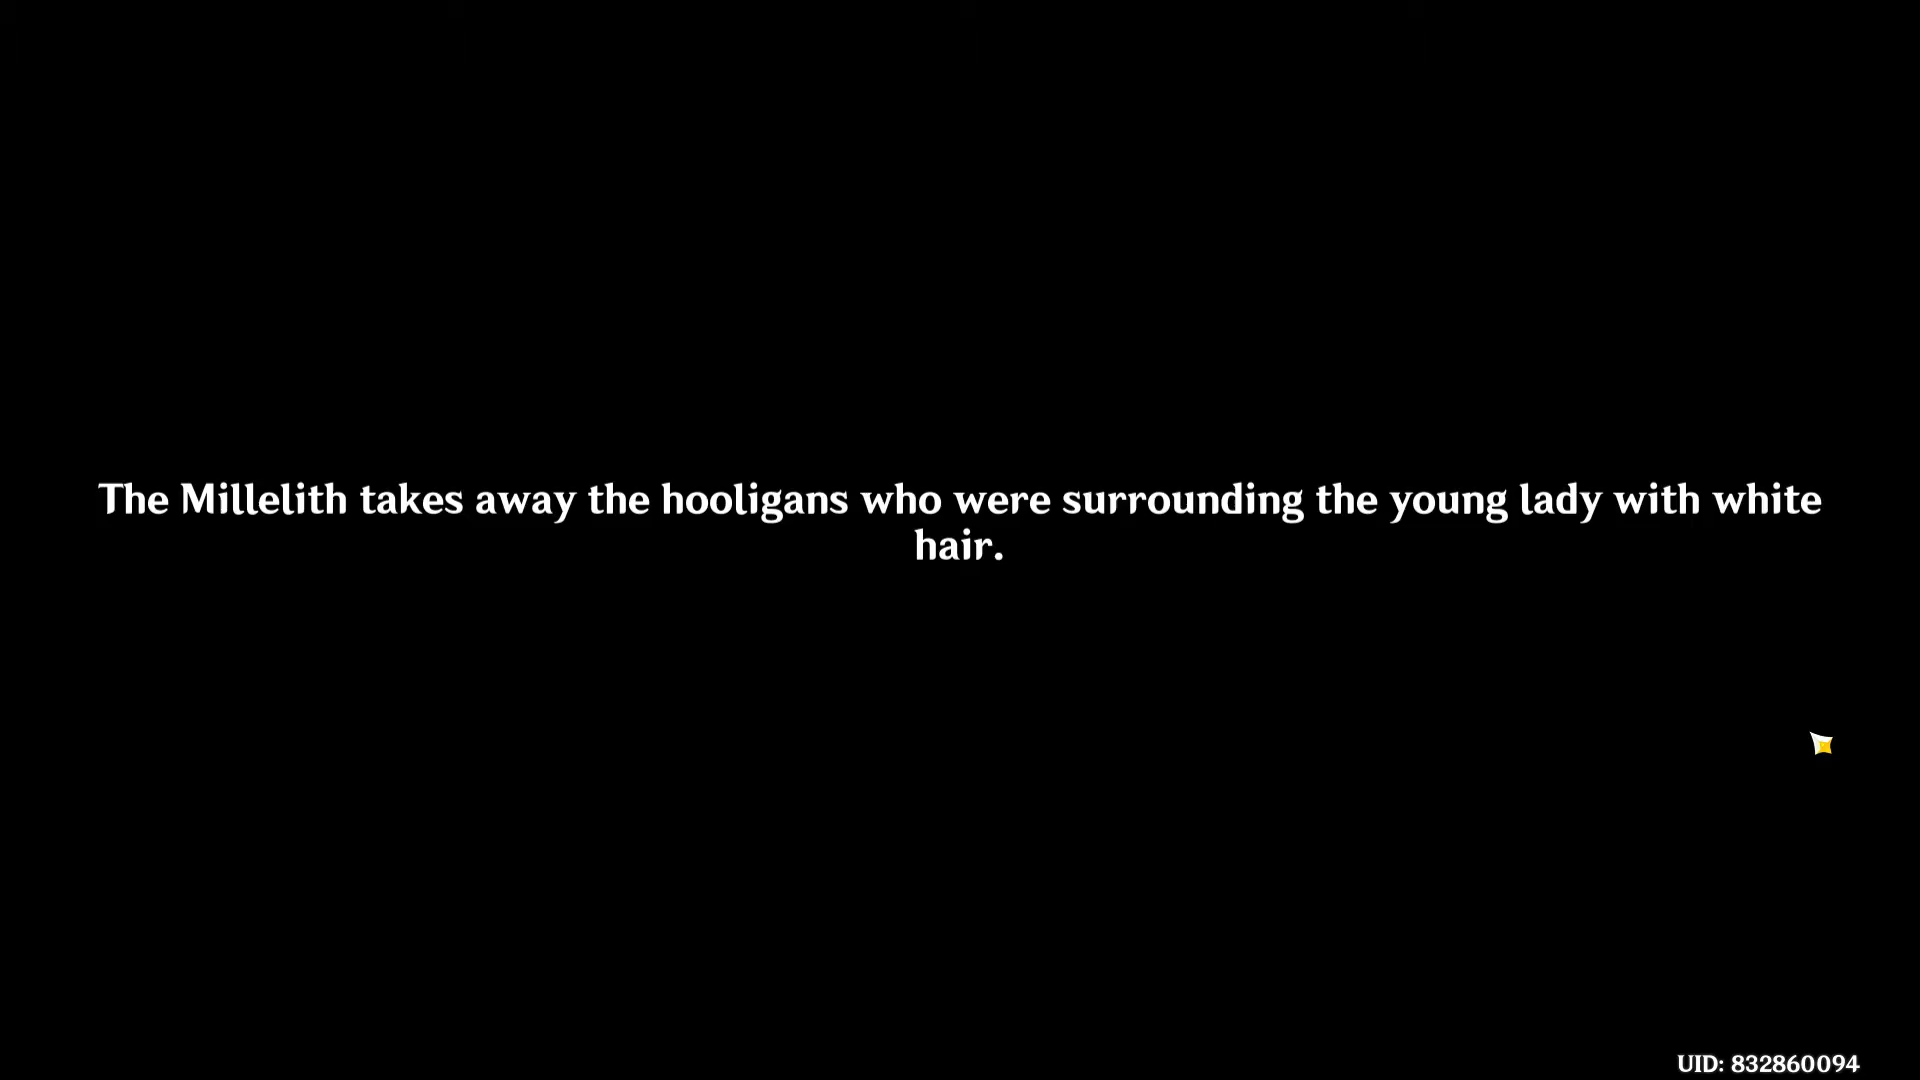 The Millelith takes away the hooligans who were surrounding the young lady with white
hair.
UID: 832860094